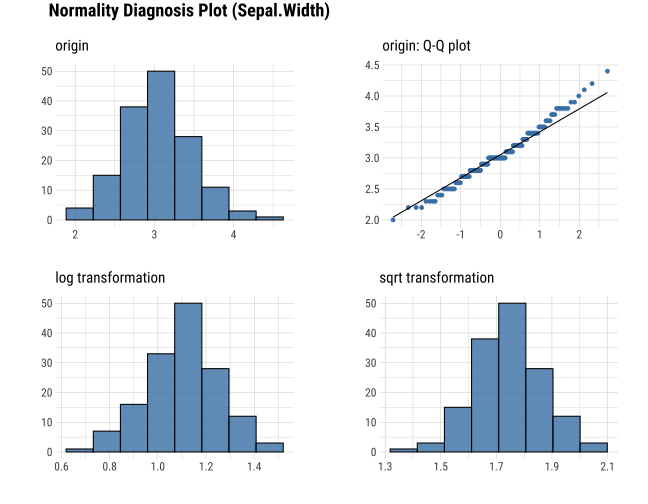 Normality Diagnosis Plot (Sepal.Width)
origin
50
40
30
20
10
0
2 3 4
origin: Q-Q plot
4.5
4.0
3.5
3.0
2.5
2.0
-2 -1 0 1 2
log transformation
50
40
30
20
10
0
0.6 0.8 1.0 1.2 1.4
sqrt transformation
50
40
30
20
10
0
1.3 1.5 1.7 1.9 2.1